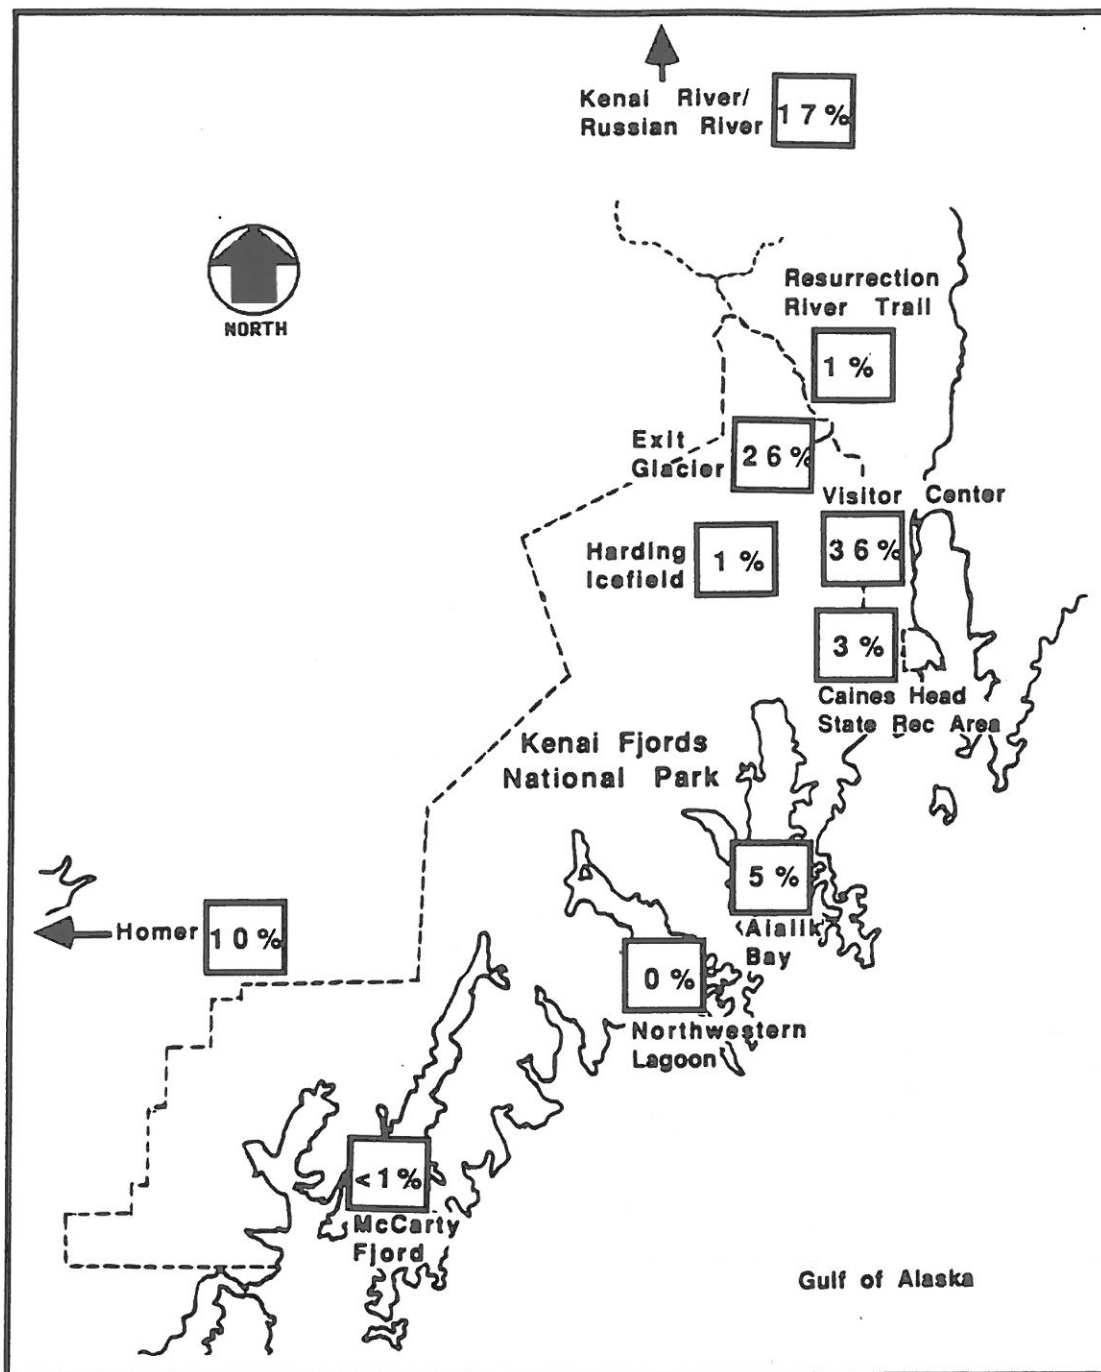 Kenai River/
Russian River
17%
NORTH
Resurrection
River Trail
1%
Exit
Glacier
26%
Visitor Center
36%
Harding
Icefield
1%
3%
Caines Head
State Rec Area
Kenai Fjords
National Park
5%
Aialik
Bay
Homer
10%
0%
Northwestern
Lagoon
<1%
McCarty
Fjord
Gulf of Alaska